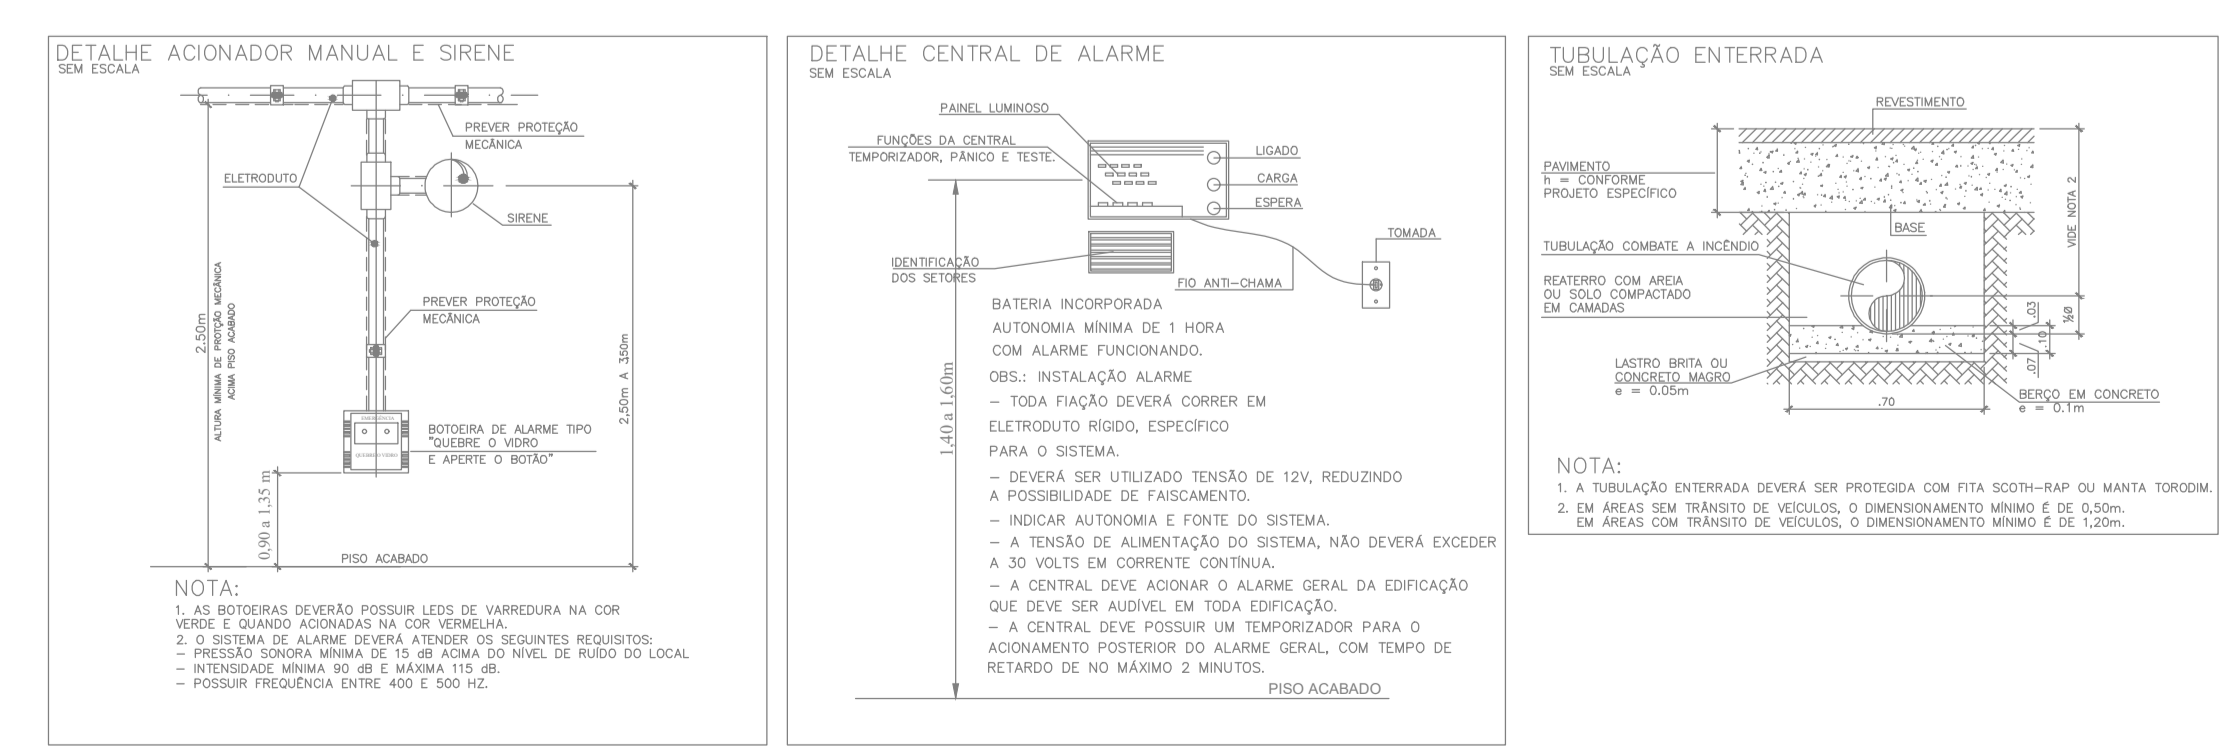 DETALHE ACIONADOR MANUAL E SIRENE
SEM ESCALA
PREVER PROTEÇÃO
MECÂNICA
ELETRODUTO
SIRENE
2.50m
ALTURA MÍNIMA DE PROTÇÃO MECÂNICA
ACIMA PISO ACABADO
PREVER PROTEÇÃO
MECÂNICA
2,50m A 3,50m
EMERGÊNCIA
QUEBRE O VIDRO
BOTOEIRA DE ALARME TIPO
"QUEBRE O VIDRO
E APERTE O BOTÃO"
0,90 a 1,35 m
PISO ACABADO
NOTA:
1. AS BOTOEIRAS DEVERÃO POSSUIR LEDS DE VARREDURA NA COR
VERDE E QUANDO ACIONADAS NA COR VERMELHA.
2. O SISTEMA DE ALARME DEVERÁ ATENDER OS SEGUINTES REQUISITOS:
– PRESSÃO SONORA MÍNIMA DE 15 dB ACIMA DO NÍVEL DE RUÍDO DO LOCAL
– INTENSIDADE MÍNIMA 90 dB E MÁXIMA 115 dB.
– POSSUIR FREQUÊNCIA ENTRE 400 E 500 HZ.
DETALHE CENTRAL DE ALARME
SEM ESCALA
PAINEL LUMINOSO
FUNÇÕES DA CENTRAL
TEMPORIZADOR, PÂNICO E TESTE.
LIGADO
CARGA
ESPERA
TOMADA
IDENTIFICAÇÃO
DOS SETORES
FIO ANTI–CHAMA
1,40 a 1,60m
BATERIA INCORPORADA
AUTONOMIA MÍNIMA DE 1 HORA
COM ALARME FUNCIONANDO.
OBS.: INSTALAÇÃO ALARME
– TODA FIAÇÃO DEVERÁ CORRER EM
ELETRODUTO RÍGIDO, ESPECÍFICO
PARA O SISTEMA.
– DEVERÁ SER UTILIZADO TENSÃO DE 12V, REDUZINDO
A POSSIBILIDADE DE FAISCAMENTO.
– INDICAR AUTONOMIA E FONTE DO SISTEMA.
– A TENSÃO DE ALIMENTAÇÃO DO SISTEMA, NÃO DEVERÁ EXCEDER
A 30 VOLTS EM CORRENTE CONTÍNUA.
– A CENTRAL DEVE ACIONAR O ALARME GERAL DA EDIFICAÇÃO
QUE DEVE SER AUDÍVEL EM TODA EDIFICAÇÃO.
– A CENTRAL DEVE POSSUIR UM TEMPORIZADOR PARA O
ACIONAMENTO POSTERIOR DO ALARME GERAL, COM TEMPO DE
RETARDO DE NO MÁXIMO 2 MINUTOS.
PISO ACABADO
TUBULAÇÃO ENTERRADA
SEM ESCALA
REVESTIMENTO
PAVIMENTO
h = CONFORME
PROJETO ESPECÍFICO
BASE
VIDE NOTA 2
TUBULAÇÃO COMBATE A INCÊNDIO
REATERRO COM AREIA
OU SOLO COMPACTADO
EM CAMADAS
.03
½Ø
.10
.07
LASTRO BRITA OU
CONCRETO MAGRO
e = 0.05m
.70
BERÇO EM CONCRETO
e = 0.1m
NOTA:
1. A TUBULAÇÃO ENTERRADA DEVERÁ SER PROTEGIDA COM FITA SCOTH–RAP OU MANTA TORODIM.
2. EM ÁREAS SEM TRÂNSITO DE VEÍCULOS, O DIMENSIONAMENTO MÍNIMO É DE 0,50m.
EM ÁREAS COM TRÂNSITO DE VEÍCULOS, O DIMENSIONAMENTO MÍNIMO É DE 1,20m.